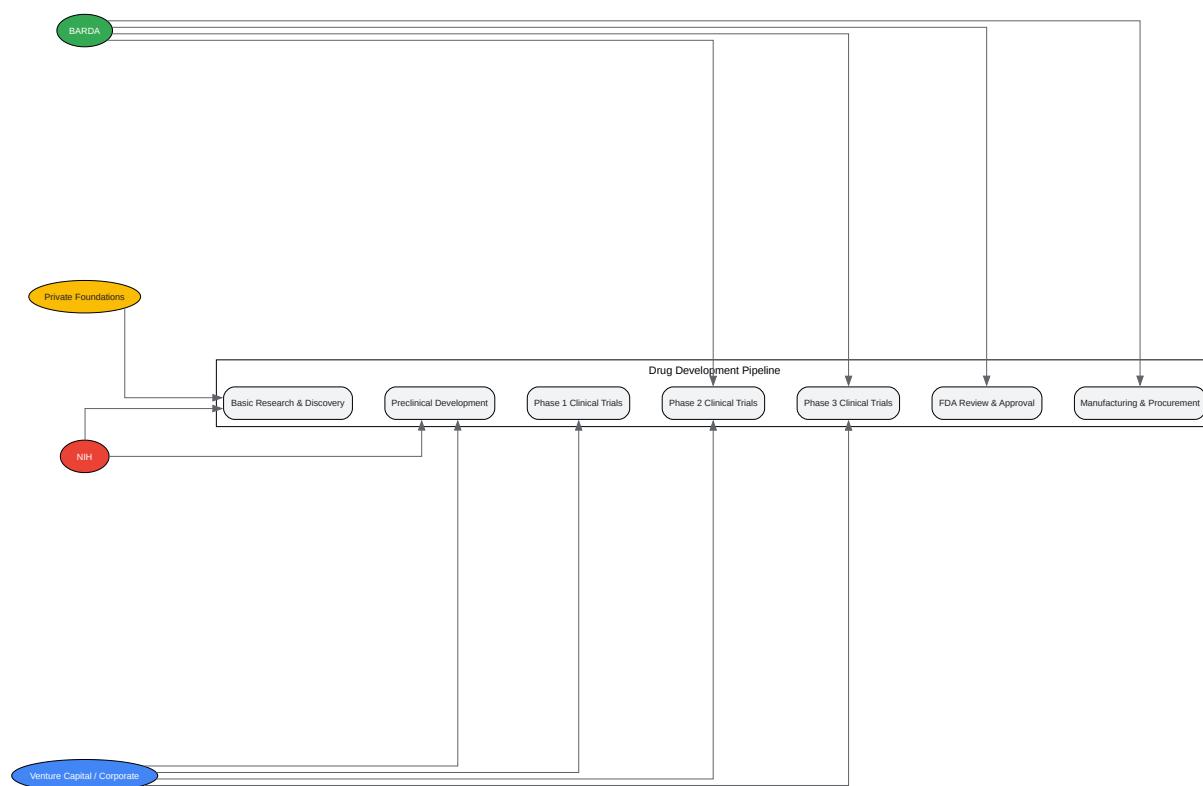 BARDA
Private Foundations
Drug Development Pipeline
Basic Research & Discovery
Preclinical Development
Phase 1 Clinical Trials
Phase 2 Clinical Trials
Phase 3 Clinical Trials
FDA Review & Approval
Manufacturing & Procurement
NIH
Venture Capital / Corporate